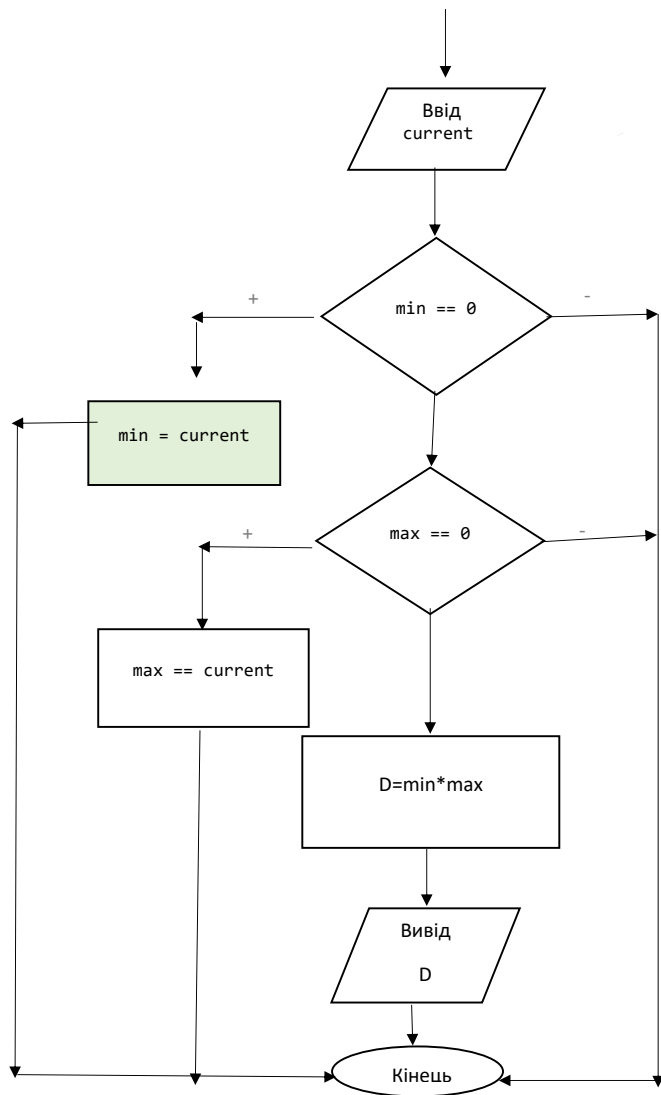 Ввід
current
min == 0
+
-
min = current
max == 0
+
-
max == current
D=min*max
Вивід
D
Кінець